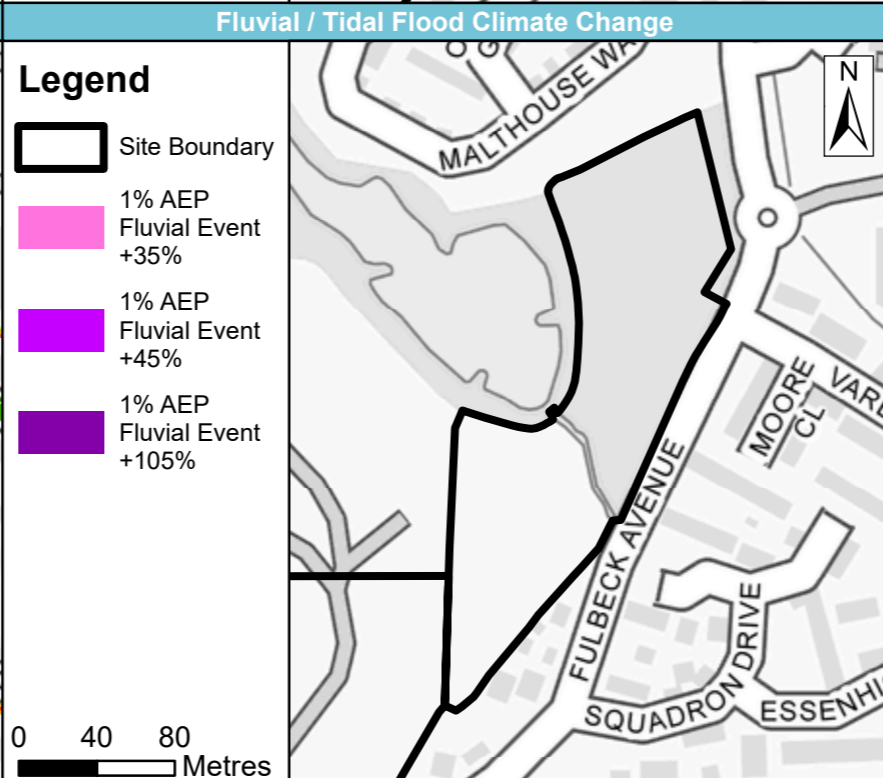 Fluvial / Tidal Flood Climate Change
Legend
Site Boundary
1% AEP
Fluvial Event
+35%
1% AEP
Fluvial Event
+45%
1% AEP
Fluvial Event
+105%
0 40 80
Metres
N
MALTHOUSE WA
MOORE
CL
VARL
FULBECK AVENUE
SQUADRON DRIVE
ESSENHI